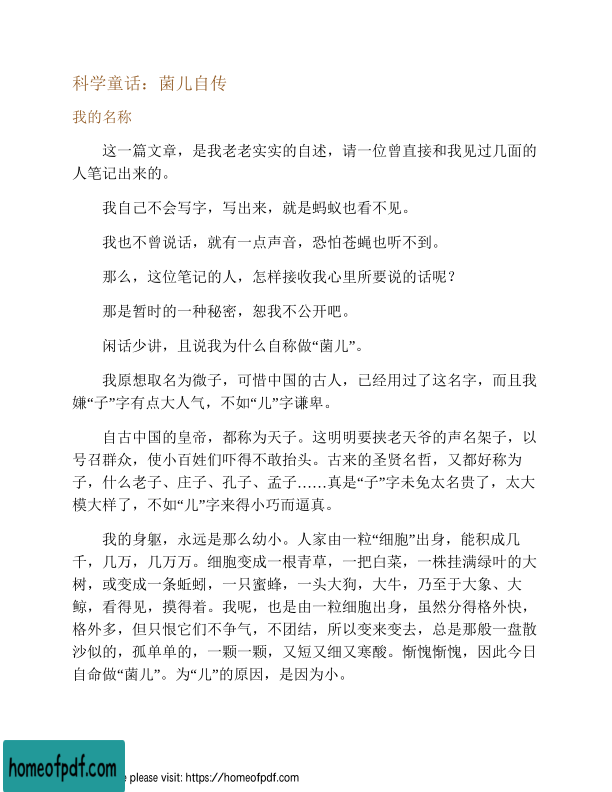 科学童话：菌儿自传
我的名称
这一篇文章，是我老老实实的自述，请一位曾直接和我见过几面的
人笔记出来的。
我自己不会写字，写出来，就是蚂蚁也看不见。
我也不曾说话，就有一点声音，恐怕苍蝇也听不到。
那么，这位笔记的人，怎样接收我心里所要说的话呢？
那是暂时的一种秘密，恕我不公开吧。
闲话少讲，且说我为什么自称做“菌儿”。
我原想取名为微子，可惜中国的古人，已经用过了这名字，而且我
嫌“子”字有点大人气，不如“儿”字谦卑。
自古中国的皇帝，都称为天子。这明明要挟老天爷的声名架子，以
号召群众，使小百姓们吓得不敢抬头。古来的圣贤名哲，又都好称为
子，什么老子、庄子、孔子、孟子……真是“子”字未免太名贵了，太大
模大样了，不如“儿”字来得小巧而逼真。
我的身躯，永远是那么幼小。人家由一粒“细胞”出身，能积成几
千，几万，几万万。细胞变成一根青草，一把白菜，一株挂满绿叶的大
树，或变成一条蚯蚓，一只蜜蜂，一头大狗，大牛，乃至于大象、大
鲸，看得见，摸得着。我呢，也是由一粒细胞出身，虽然分得格外快，
格外多，但只恨它们不争气，不团结，所以变来变去，总是那般一盘散
沙似的，孤单单的，一颗一颗，又短又细又寒酸。惭愧惭愧，因此今日
自命做“菌儿”。为“儿”的原因，是因为小。
homeofpdf.com
e please visit: https://homeofpdf.com